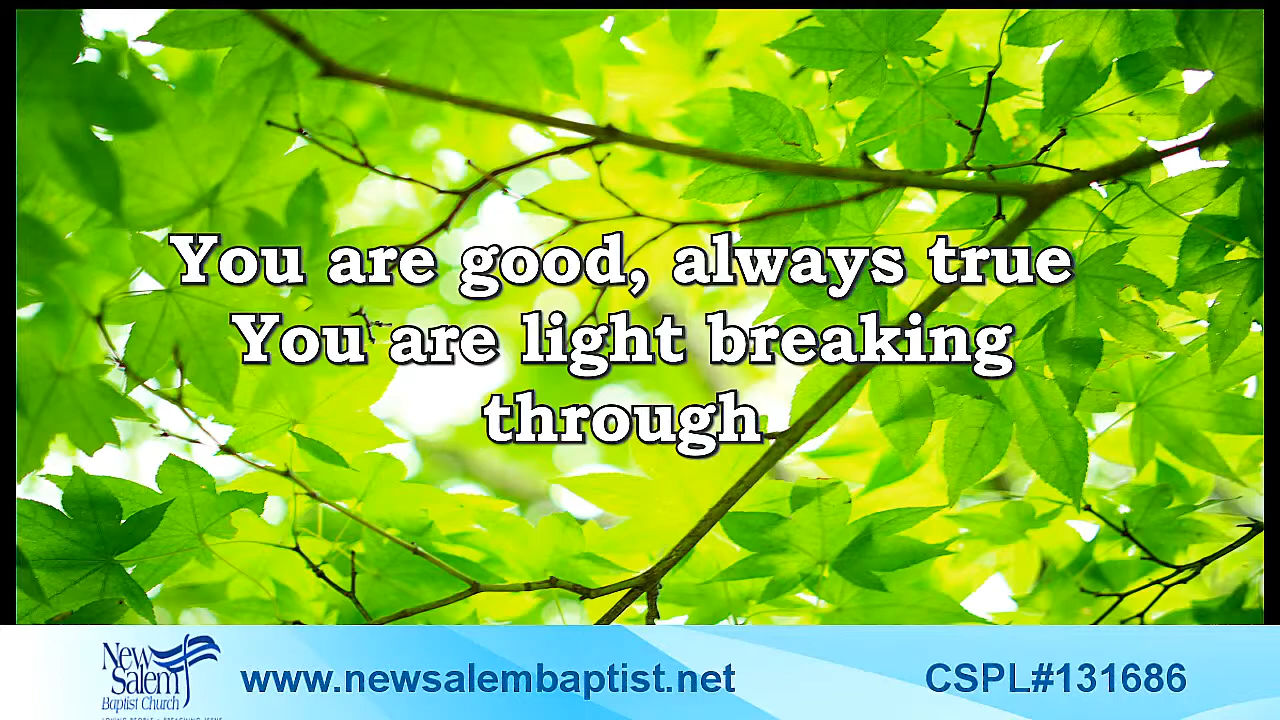 You are good, always true
You are light breaking
through
New
Salem
Baptist Church
www.newsalembaptist.net
CSPL#131686